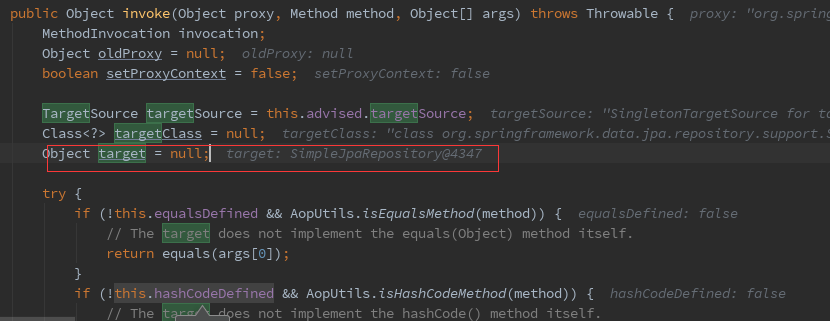 public Object invoke(Object proxy, Method method, Object[] args) throws Throwable {  proxy: "org.spring
MethodInvocation invocation;
Object oldProxy = null;  oldProxy: null
boolean setProxyContext = false;  setProxyContext: false
TargetSource targetSource = this.advised.targetSource;  targetSource: "SingletonTargetSource for ta
Class<?> targetClass = null;  targetClass: "class org.springframework.data.jpa.repository.support.S
Object target = null;  target: SimpleJpaRepository@4347
try {
if (!this.equalsDefined && AopUtils.isEqualsMethod(method)) {  equalsDefined: false
// The target does not implement the equals(Object) method itself.
return equals(args[0]);
}
if (!this.hashCodeDefined && AopUtils.isHashCodeMethod(method)) {  hashCodeDefined: false
// The target does not implement the hashCode() method itself.